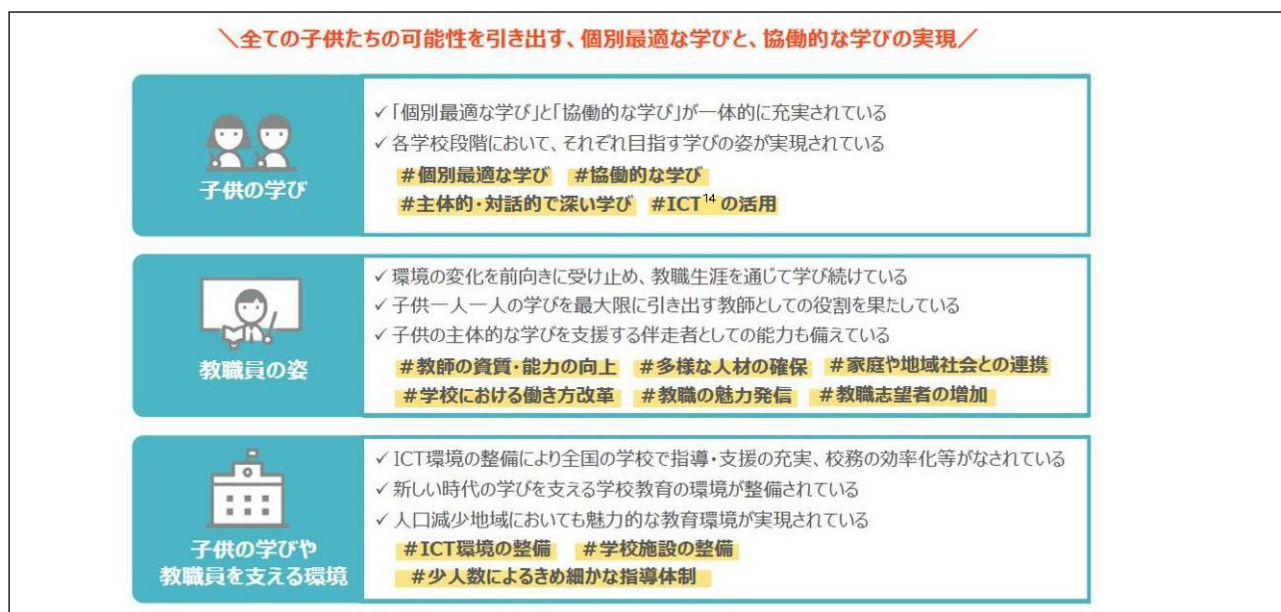 ＼全ての子供たちの可能性を引き出す、個別最適な学びと、協働的な学びの実現／
子供の学び
✓「個別最適な学び」と「協働的な学び」が一体的に充実されている
✓各学校段階において、それぞれ目指す学びの姿が実現されている
#個別最適な学び #協働的な学び
#主体的・対話的で深い学び #ICT14の活用
教職員の姿
✓環境の変化を前向きに受け止め、教職生涯を通じて学び続けている
✓子供一人一人の学びを最大限に引き出す教師としての役割を果たしている
✓子供の主体的な学びを支援する伴走者としての能力も備えている
#教師の資質・能力の向上 #多様な人材の確保 #家庭や地域社会との連携
#学校における働き方改革 #教職の魅力発信 #教職志望者の増加
子供の学びや
教職員を支える環境
✓ICT環境の整備により全国の学校で指導・支援の充実、校務の効率化等がなされている
✓新しい時代の学びを支える学校教育の環境が整備されている
✓人口減少地域においても魅力的な教育環境が実現されている
#ICT環境の整備 #学校施設の整備
#少人数によるきめ細かな指導体制